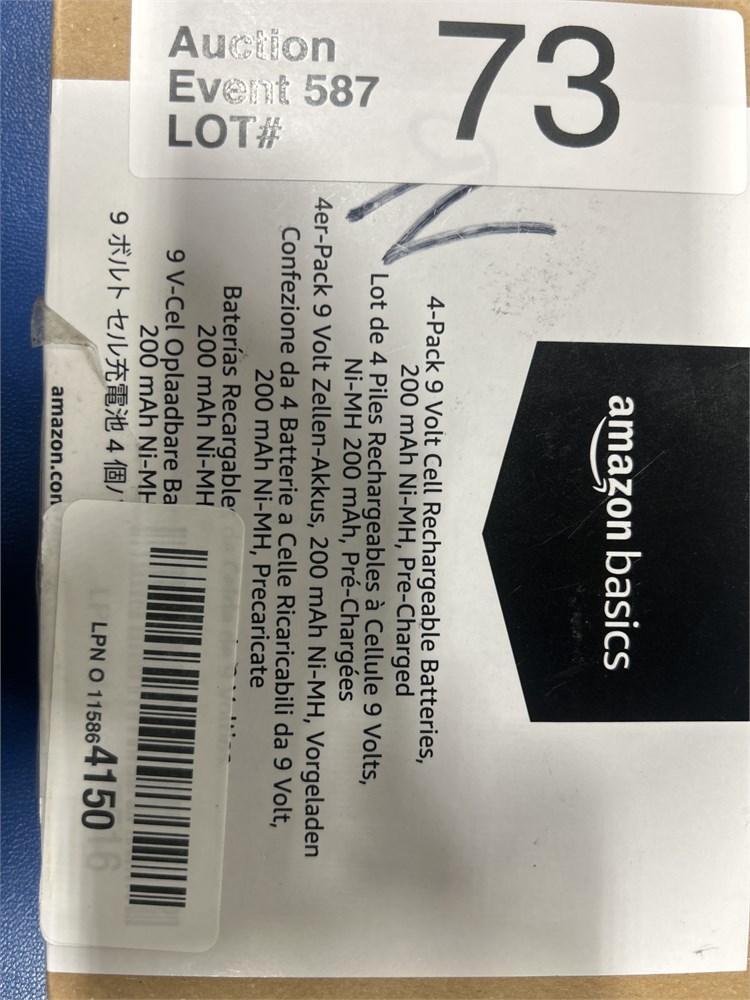 Auction
Event 587
LOT#
73
amazon basics
4-Pack 9 Volt Cell Rechargeable Batteries,
200 mAh Ni-MH, Pre-Charged
Lot de 4 Piles Rechargeables à Cellule 9 Volts,
Ni-MH 200 mAh, Pré-Chargées
4er-Pack 9 Volt Zellen-Akkus, 200 mAh Ni-MH, Vorgeladen
Confezione da 4 Batterie a Celle Ricaricabili da 9 Volt,
200 mAh Ni-MH, Precaricate
Baterías Recargable
200 mAh Ni-MH
9 V-Cel Oplaadbare Ba
200 mAh Ni-MH
9 ボルト セル充電池 4 個
amazon.co
LPN O 115864150